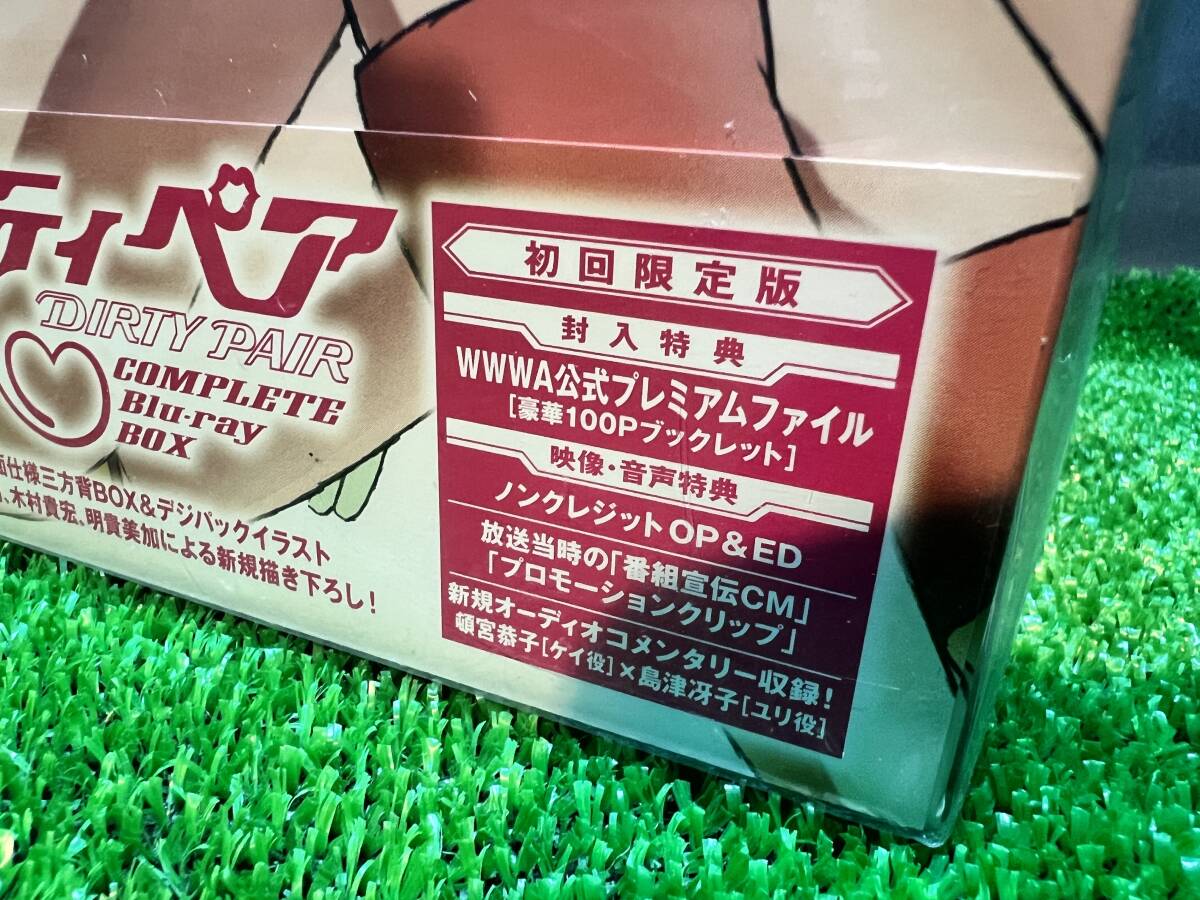 ティペア
DIRTY PAIR
COMPLETE
Blu-ray
BOX
仕様三方背BOX&デジパックイラスト
、木村貴宏、明貴美加による新規描き下ろし!
初回限定版
封入特典
WWWA公式プレミアムファイル
[豪華100Pブックレット]
映像・音声特典
ノンクレジットOP&ED
放送当時の「番組宣伝CM」
「プロモーションクリップ」
新規オーディオコメンタリー収録!
頓宮恭子[ケイ役]×島津冴子[ユリ役]